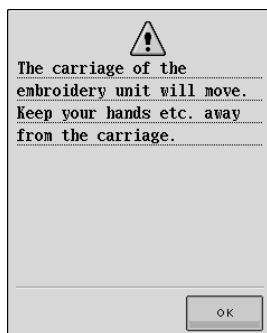 The carriage of the
embroidery unit will move.
Keep your hands etc. away
from the carriage.
OK